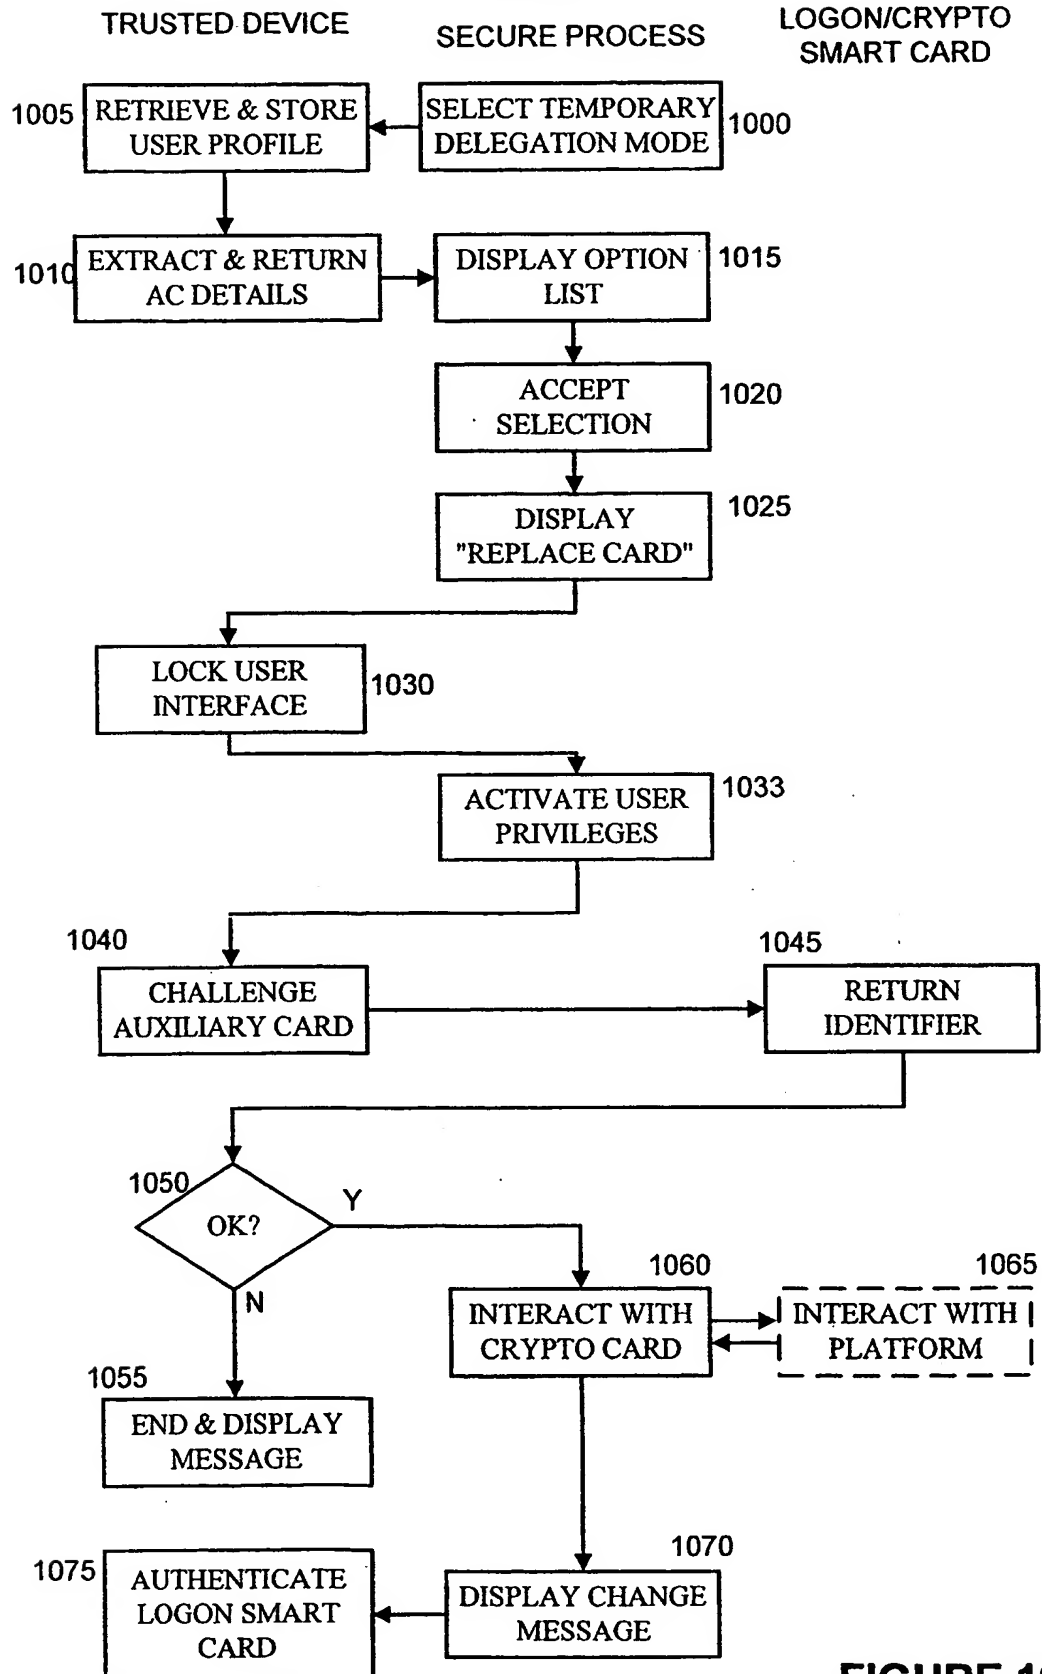 TRUSTED DEVICE
SECURE PROCESS
LOGON/CRYPTO
SMART CARD
1005
RETRIEVE & STORE
USER PROFILE
SELECT TEMPORARY
DELEGATION MODE
1000
1010
EXTRACT & RETURN
AC DETAILS
DISPLAY OPTION
LIST
1015
ACCEPT
SELECTION
1020
DISPLAY
"REPLACE CARD"
1025
LOCK USER
INTERFACE
1030
ACTIVATE USER
PRIVILEGES
1033
1040
CHALLENGE
AUXILIARY CARD
1045
RETURN
IDENTIFIER
1050
OK?
Y
N
1060
INTERACT WITH
CRYPTO CARD
1065
INTERACT WITH
PLATFORM
1055
END & DISPLAY
MESSAGE
1070
DISPLAY CHANGE
MESSAGE
1075
AUTHENTICATE
LOGON SMART
CARD
FIGURE